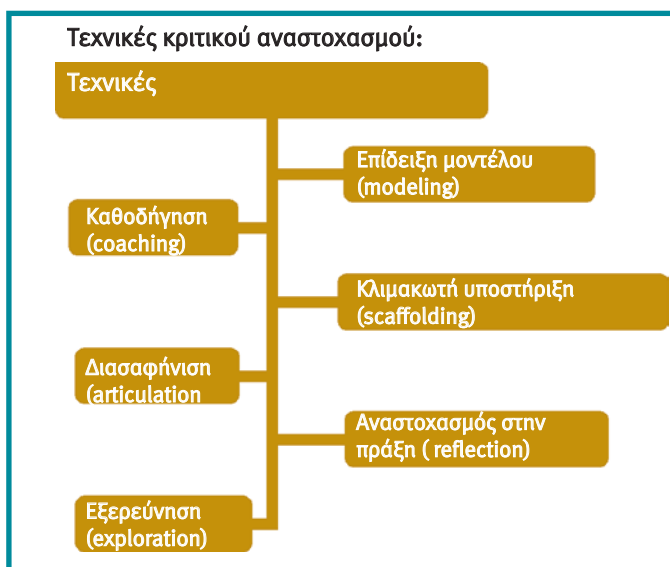 Τεχνικές κριτικού αναστοχασμού:
Τεχνικές
Επίδειξη μοντέλου
(modeling)
Καθοδήγηση
(coaching)
Κλιμακωτή υποστήριξη
(scaffolding)
Διασαφήνιση
(articulation
Αναστοχασμός στην
πράξη ( reflection)
Εξερεύνηση
(exploration)